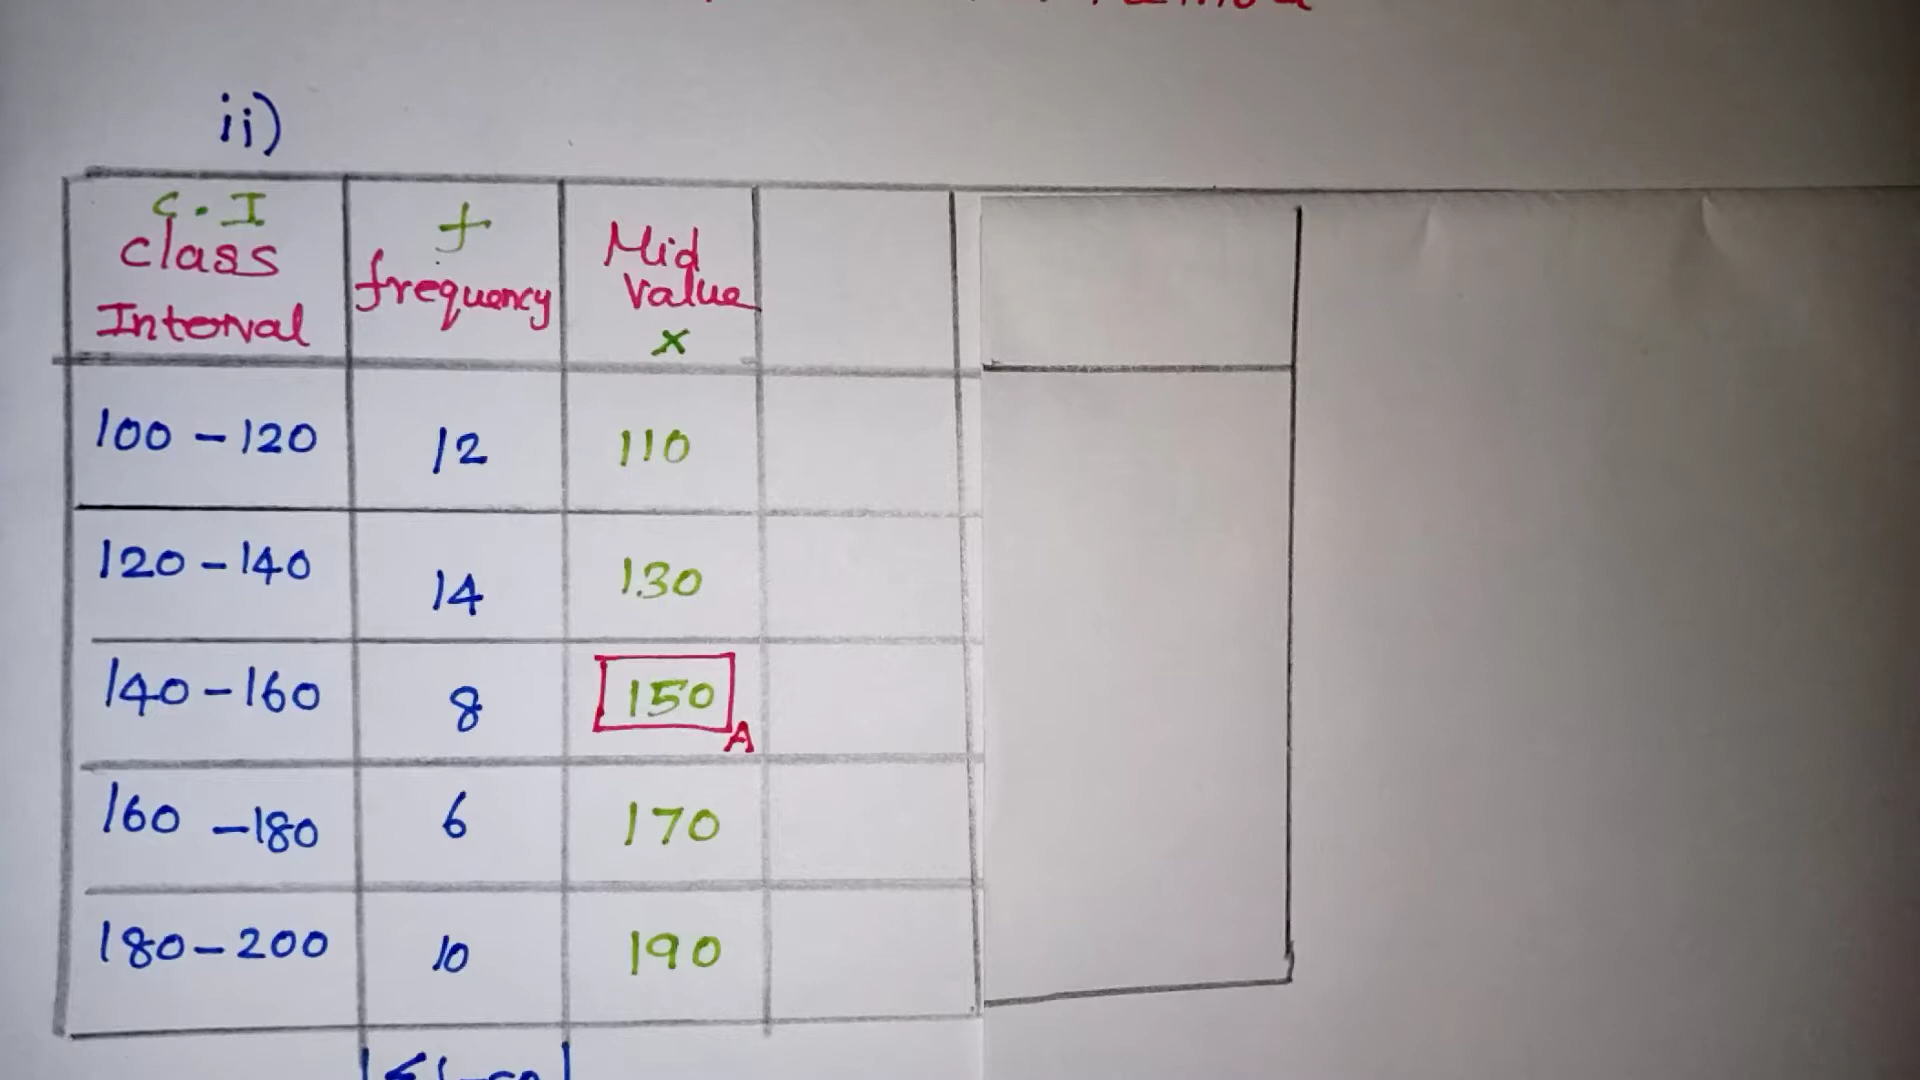 ii)
C.I
class
Interval
f
frequency
Mid
Value
x
100 - 120
12
110
120 - 140
14
130
140 - 160
8
150
A
160 - 180
6
170
180 - 200
10
190